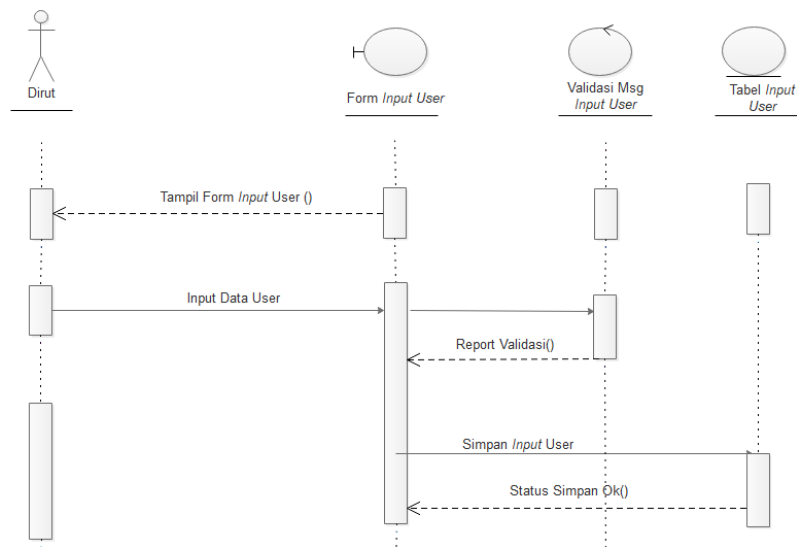 Dirut
Form Input User
Validasi Msg
Input User
Tabel Input
User
Tampil Form Input User ()
Input Data User
Report Validasi()
Simpan Input User
Status Simpan Ok()